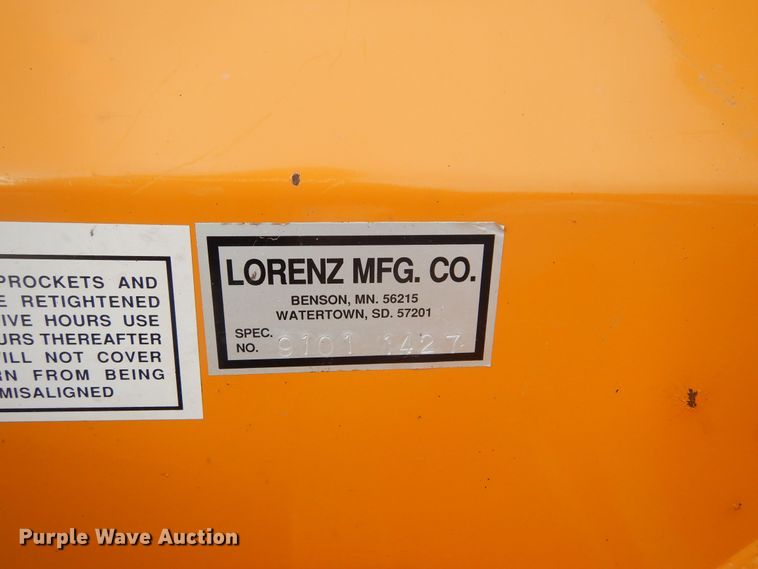 PROCKETS AND
E RETIGHTENED
IVE HOURS USE
URS THEREAFTER
ILL NOT COVER
RN FROM BEING
MISALIGNED
LORENZ MFG. CO.
BENSON, MN. 56215
WATERTOWN, SD. 57201
SPEC.
NO. 9101 1427
Purple Wave Auction